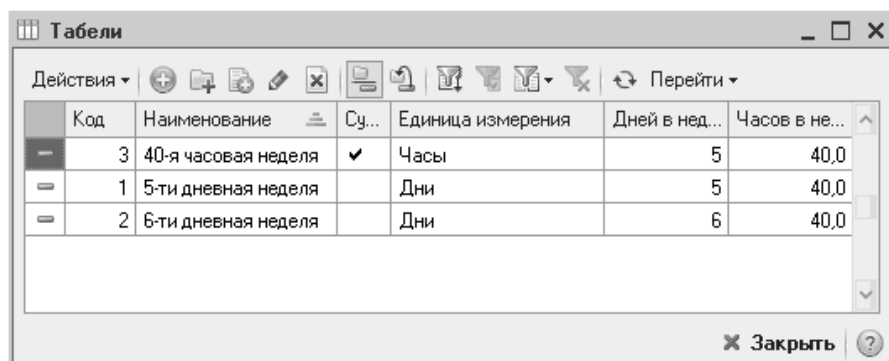 Табели
Действия Перейти
Код Наименование Су... Единица измерения Дней в нед... Часов в не...
3 40-я часовая неделя ✔ Часы 5 40,0
1 5-ти дневная неделя Дни 5 40,0
2 6-ти дневная неделя Дни 6 40,0
Закрыть ?